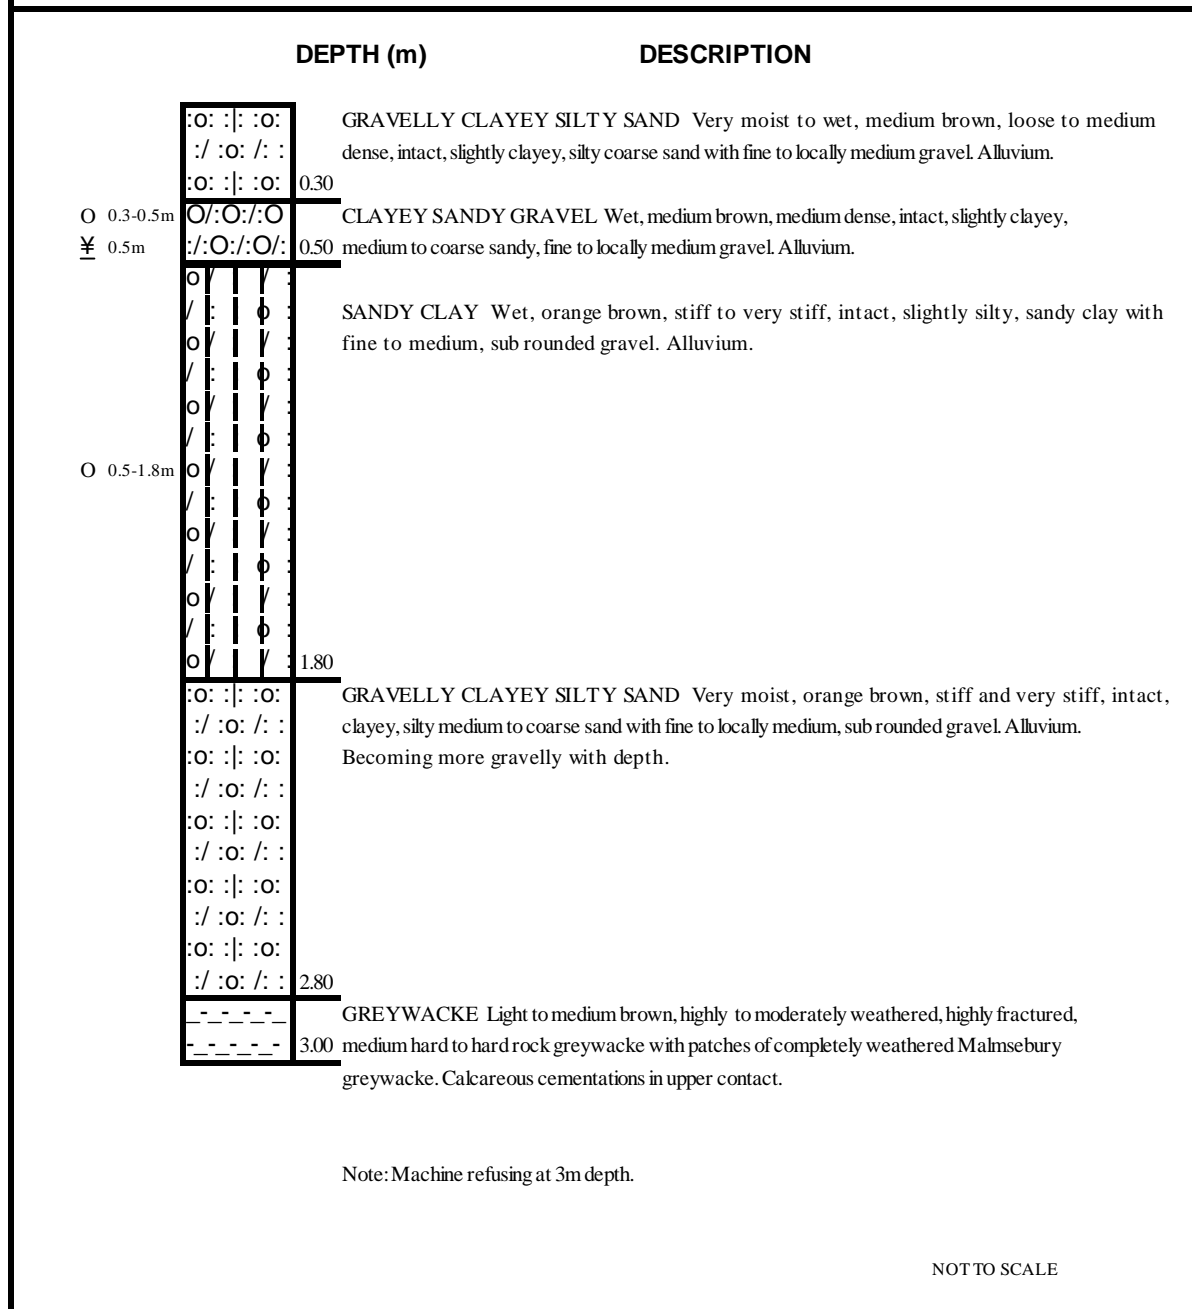 DEPTH (m) DESCRIPTION
:o: :|: :o: GRAVELLY CLAYEY SILTY SAND Very moist to wet, medium brown, loose to medium
:/ :o: /: : dense, intact, slightly clayey, silty coarse sand with fine to locally medium gravel. Alluvium.
:o: :|: :o: 0.30
O 0.3-0.5m O/:O:/:O CLAYEY SANDY GRAVEL Wet, medium brown, medium dense, intact, slightly clayey,
¥ 0.5m :/:O:/:O/: 0.50 medium to coarse sandy, fine to locally medium gravel. Alluvium.
o/ | / :
/ : | o : SANDY CLAY Wet, orange brown, stiff to very stiff, intact, slightly silty, sandy clay with
o/ | / : fine to medium, sub rounded gravel. Alluvium.
/ : | o :
o/ | / :
/ : | o :
O 0.5-1.8m o/ | / :
/ : | o :
o/ | / :
/ : | o :
o/ | / :
/ : | o :
o/ | / : 1.80
:o: :|: :o: GRAVELLY CLAYEY SILTY SAND Very moist, orange brown, stiff and very stiff, intact,
:/ :o: /: : clayey, silty medium to coarse sand with fine to locally medium, sub rounded gravel. Alluvium.
:o: :|: :o: Becoming more gravelly with depth.
:/ :o: /: :
:o: :|: :o:
:/ :o: /: :
:o: :|: :o:
:/ :o: /: :
:o: :|: :o:
:/ :o: /: : 2.80
_-_-_-_-_ GREYWACKE Light to medium brown, highly to moderately weathered, highly fractured,
-_-_-_-_- 3.00 medium hard to hard rock greywacke with patches of completely weathered Malmsebury
greywacke. Calcareous cementations in upper contact.
Note: Machine refusing at 3m depth.
NOT TO SCALE